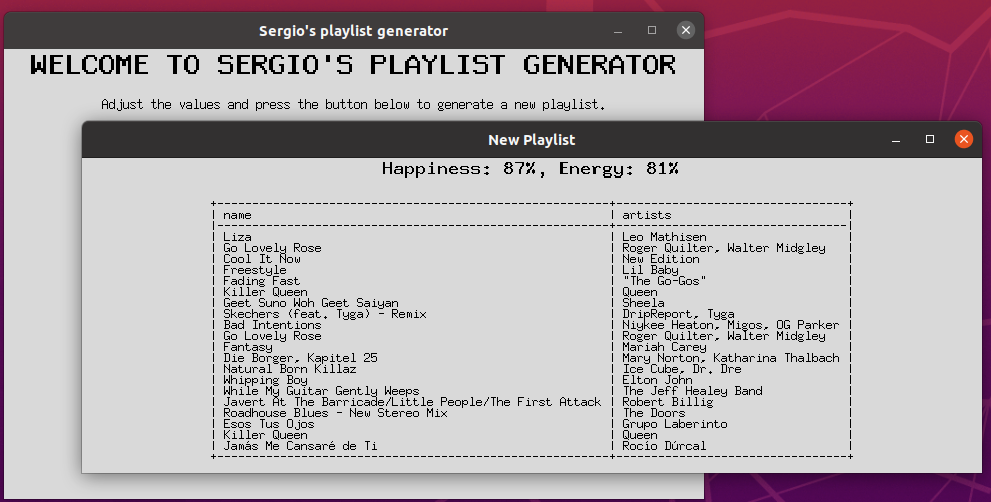 Sergio's playlist generator
WELCOME TO SERGIO'S PLAYLIST GENERATOR
Adjust the values and press the button below to generate a new playlist.
New Playlist
Happiness: 87%, Energy: 81%
| name | artists |
| Liza | Leo Mathisen |
| Go Lovely Rose | Roger Quilter, Walter Midgley |
| Cool It Now | New Edition |
| Freestyle | Lil Baby |
| Fading Fast | "The Go-Gos" |
| Killer Queen | Queen |
| Geet Suno Woh Geet Saiyan | Sheela |
| Skechers (feat. Tyga) - Remix | DripReport, Tyga |
| Bad Intentions | Niykee Heaton, Migos, OG Parker |
| Go Lovely Rose | Roger Quilter, Walter Midgley |
| Fantasy | Mariah Carey |
| Die Borger, Kapitel 25 | Mary Norton, Katharina Thalbach |
| Natural Born Killaz | Ice Cube, Dr. Dre |
| Whipping Boy | Elton John |
| While My Guitar Gently Weeps | The Jeff Healey Band |
| Javert At The Barricade/Little People/The First Attack | Robert Billig |
| Roadhouse Blues - New Stereo Mix | The Doors |
| Esos Tus Ojos | Grupo Laberinto |
| Killer Queen | Queen |
| Jamás Me Cansaré de Ti | Rocío Dúrcal |